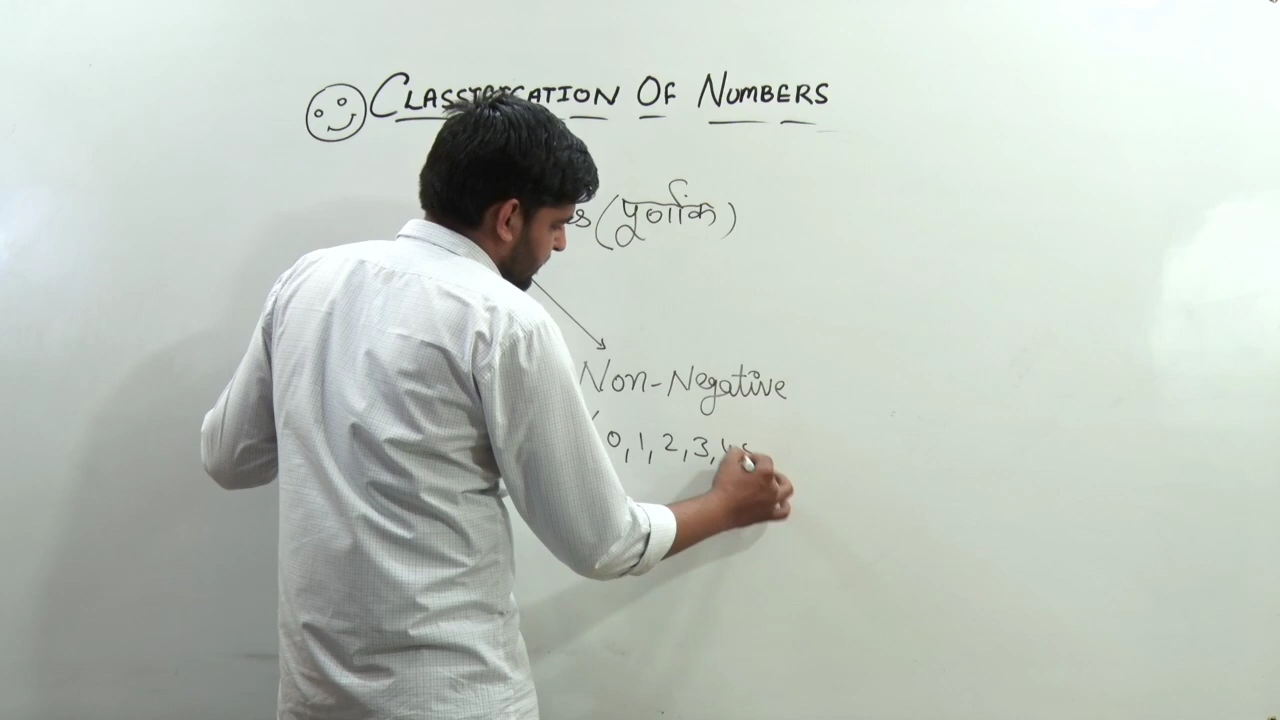 CLASSIFICATION OF NUMBERS
(पूर्णांक)
Non-Negative
0, 1, 2, 3, 4